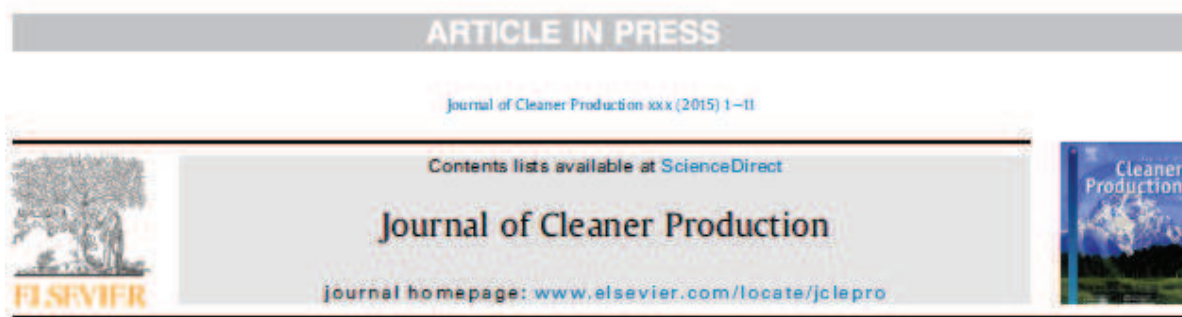 ARTICLE IN PRESS
Journal of Cleaner Production xxx (2015) 1–11
Contents lists available at ScienceDirect
Journal of Cleaner Production
journal homepage: www.elsevier.com/locate/jclepro
ELSEVIER
Cleaner
Production